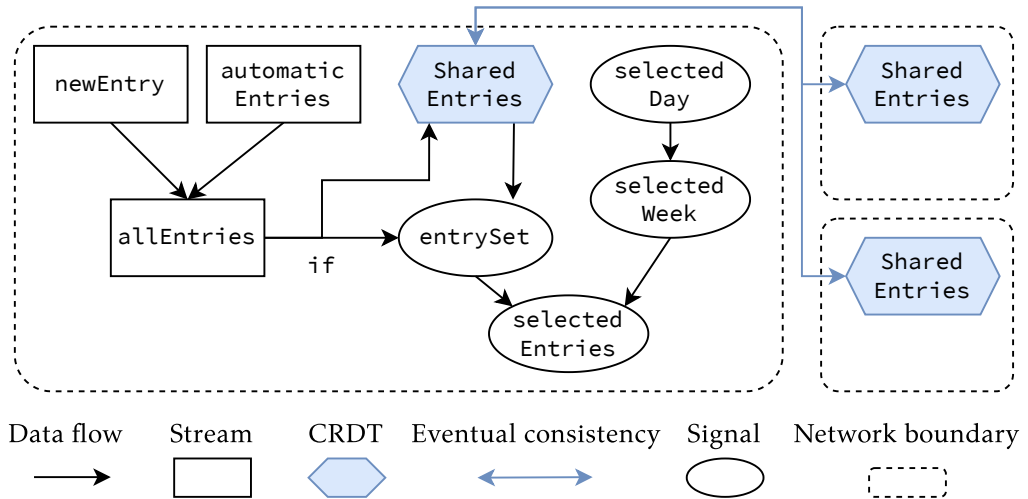 newEntry
automatic
Entries
Shared
Entries
selected
Day
Shared
Entries
allEntries
if
entrySet
selected
Week
selected
Entries
Shared
Entries
Data flow
Stream
CRDT
Eventual consistency
Signal
Network boundary